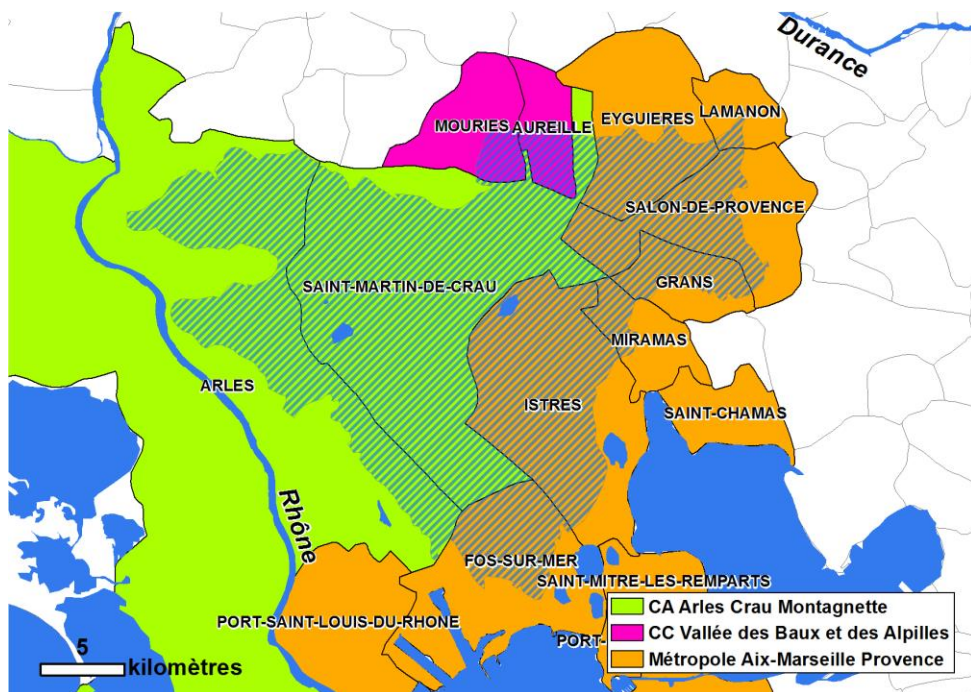 Durance
LAMANON
EYGUIERES
MOURIES
AUREILLE
SALON-DE-PROVENCE
GRANS
SAINT-MARTIN-DE-CRAU
MIRAMAS
ARLES
ISTRES
SAINT-CHAMAS
Rhône
FOS-SUR-MER
SAINT-MITRE-LES-REMPARTS
PORT-SAINT-LOUIS-DU-RHONE
PORT-
CA Arles Crau Montagnette
CC Vallée des Baux et des Alpilles
Métropole Aix-Marseille Provence
5
kilomètres